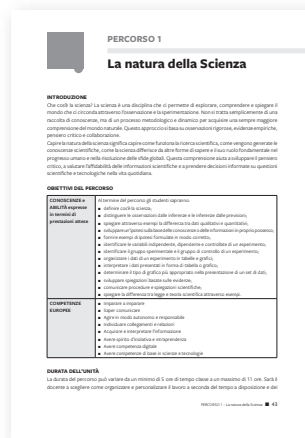 PERCORSO 1
La natura della Scienza
INTRODUZIONE
Che cos'è la scienza? La scienza è una disciplina che ci permette di esplorare, comprendere e spiegare il
mondo che ci circonda attraverso l'osservazione e la sperimentazione. Non si tratta semplicemente di una
raccolta di conoscenze, ma di un processo metodologico e dinamico per acquisire una sempre maggiore
comprensione del mondo naturale. Questo approccio si basa su osservazioni rigorose, evidenze empiriche,
pensiero critico e collaborazione.
Capire la natura della scienza significa capire come funziona la ricerca scientifica, come vengono generate le
conoscenze scientifiche, come la scienza differisce da altre forme di sapere e il suo ruolo fondamentale nel
progresso umano e nella risoluzione delle sfide globali. Questa comprensione aiuta a sviluppare il pensiero
critico, a valutare l'affidabilità delle informazioni scientifiche e a prendere decisioni informate su questioni
scientifiche e tecnologiche nella vita quotidiana.
OBIETTIVI DEL PERCORSO
CONOSCENZE e
ABILITÀ espresse
in termini di
prestazioni attese
Al termine del percorso gli studenti sapranno:
■ definire cos'è la scienza;
■ distinguere le osservazioni dalle inferenze e le inferenze dalle previsioni;
■ spiegare attraverso esempi la differenza tra dati qualitativi e quantitativi;
■ sviluppare un'ipotesi sulla base delle conoscenze o delle informazioni in proprio possesso;
■ fornire esempi di ipotesi formulate in modo corretto;
■ identificare le variabili indipendente, dipendente e controllate di un esperimento;
■ identificare il gruppo sperimentale e il gruppo di controllo di un esperimento;
■ organizzare i dati di un esperimento in tabelle e grafici;
■ interpretare i dati presentati in forma di tabella o grafico;
■ determinare il tipo di grafico più appropriato nella presentazione di un set di dati;
■ sviluppare spiegazioni basate sulle evidenze;
■ comunicare procedure e spiegazioni scientifiche;
■ spiegare la differenza tra legge e teoria scientifica attraverso esempi.
COMPETENZE
EUROPEE
■ Imparare a imparare
■ Saper comunicare
■ Agire in modo autonomo e responsabile
■ Individuare collegamenti e relazioni
■ Acquisire e interpretare l'informazione
■ Avere spirito d'iniziativa e intraprendenza
■ Avere competenza digitale
■ Avere competenze di base in scienze e tecnologie
DURATA DELL'UNITÀ
La durata del percorso può variare da un minimo di 5 ore di tempo classe a un massimo di 11 ore. Sarà il
docente a scegliere come organizzare e personalizzare il lavoro a seconda del tempo a disposizione e del
PERCORSO 1 – La natura della Scienza ■ 43